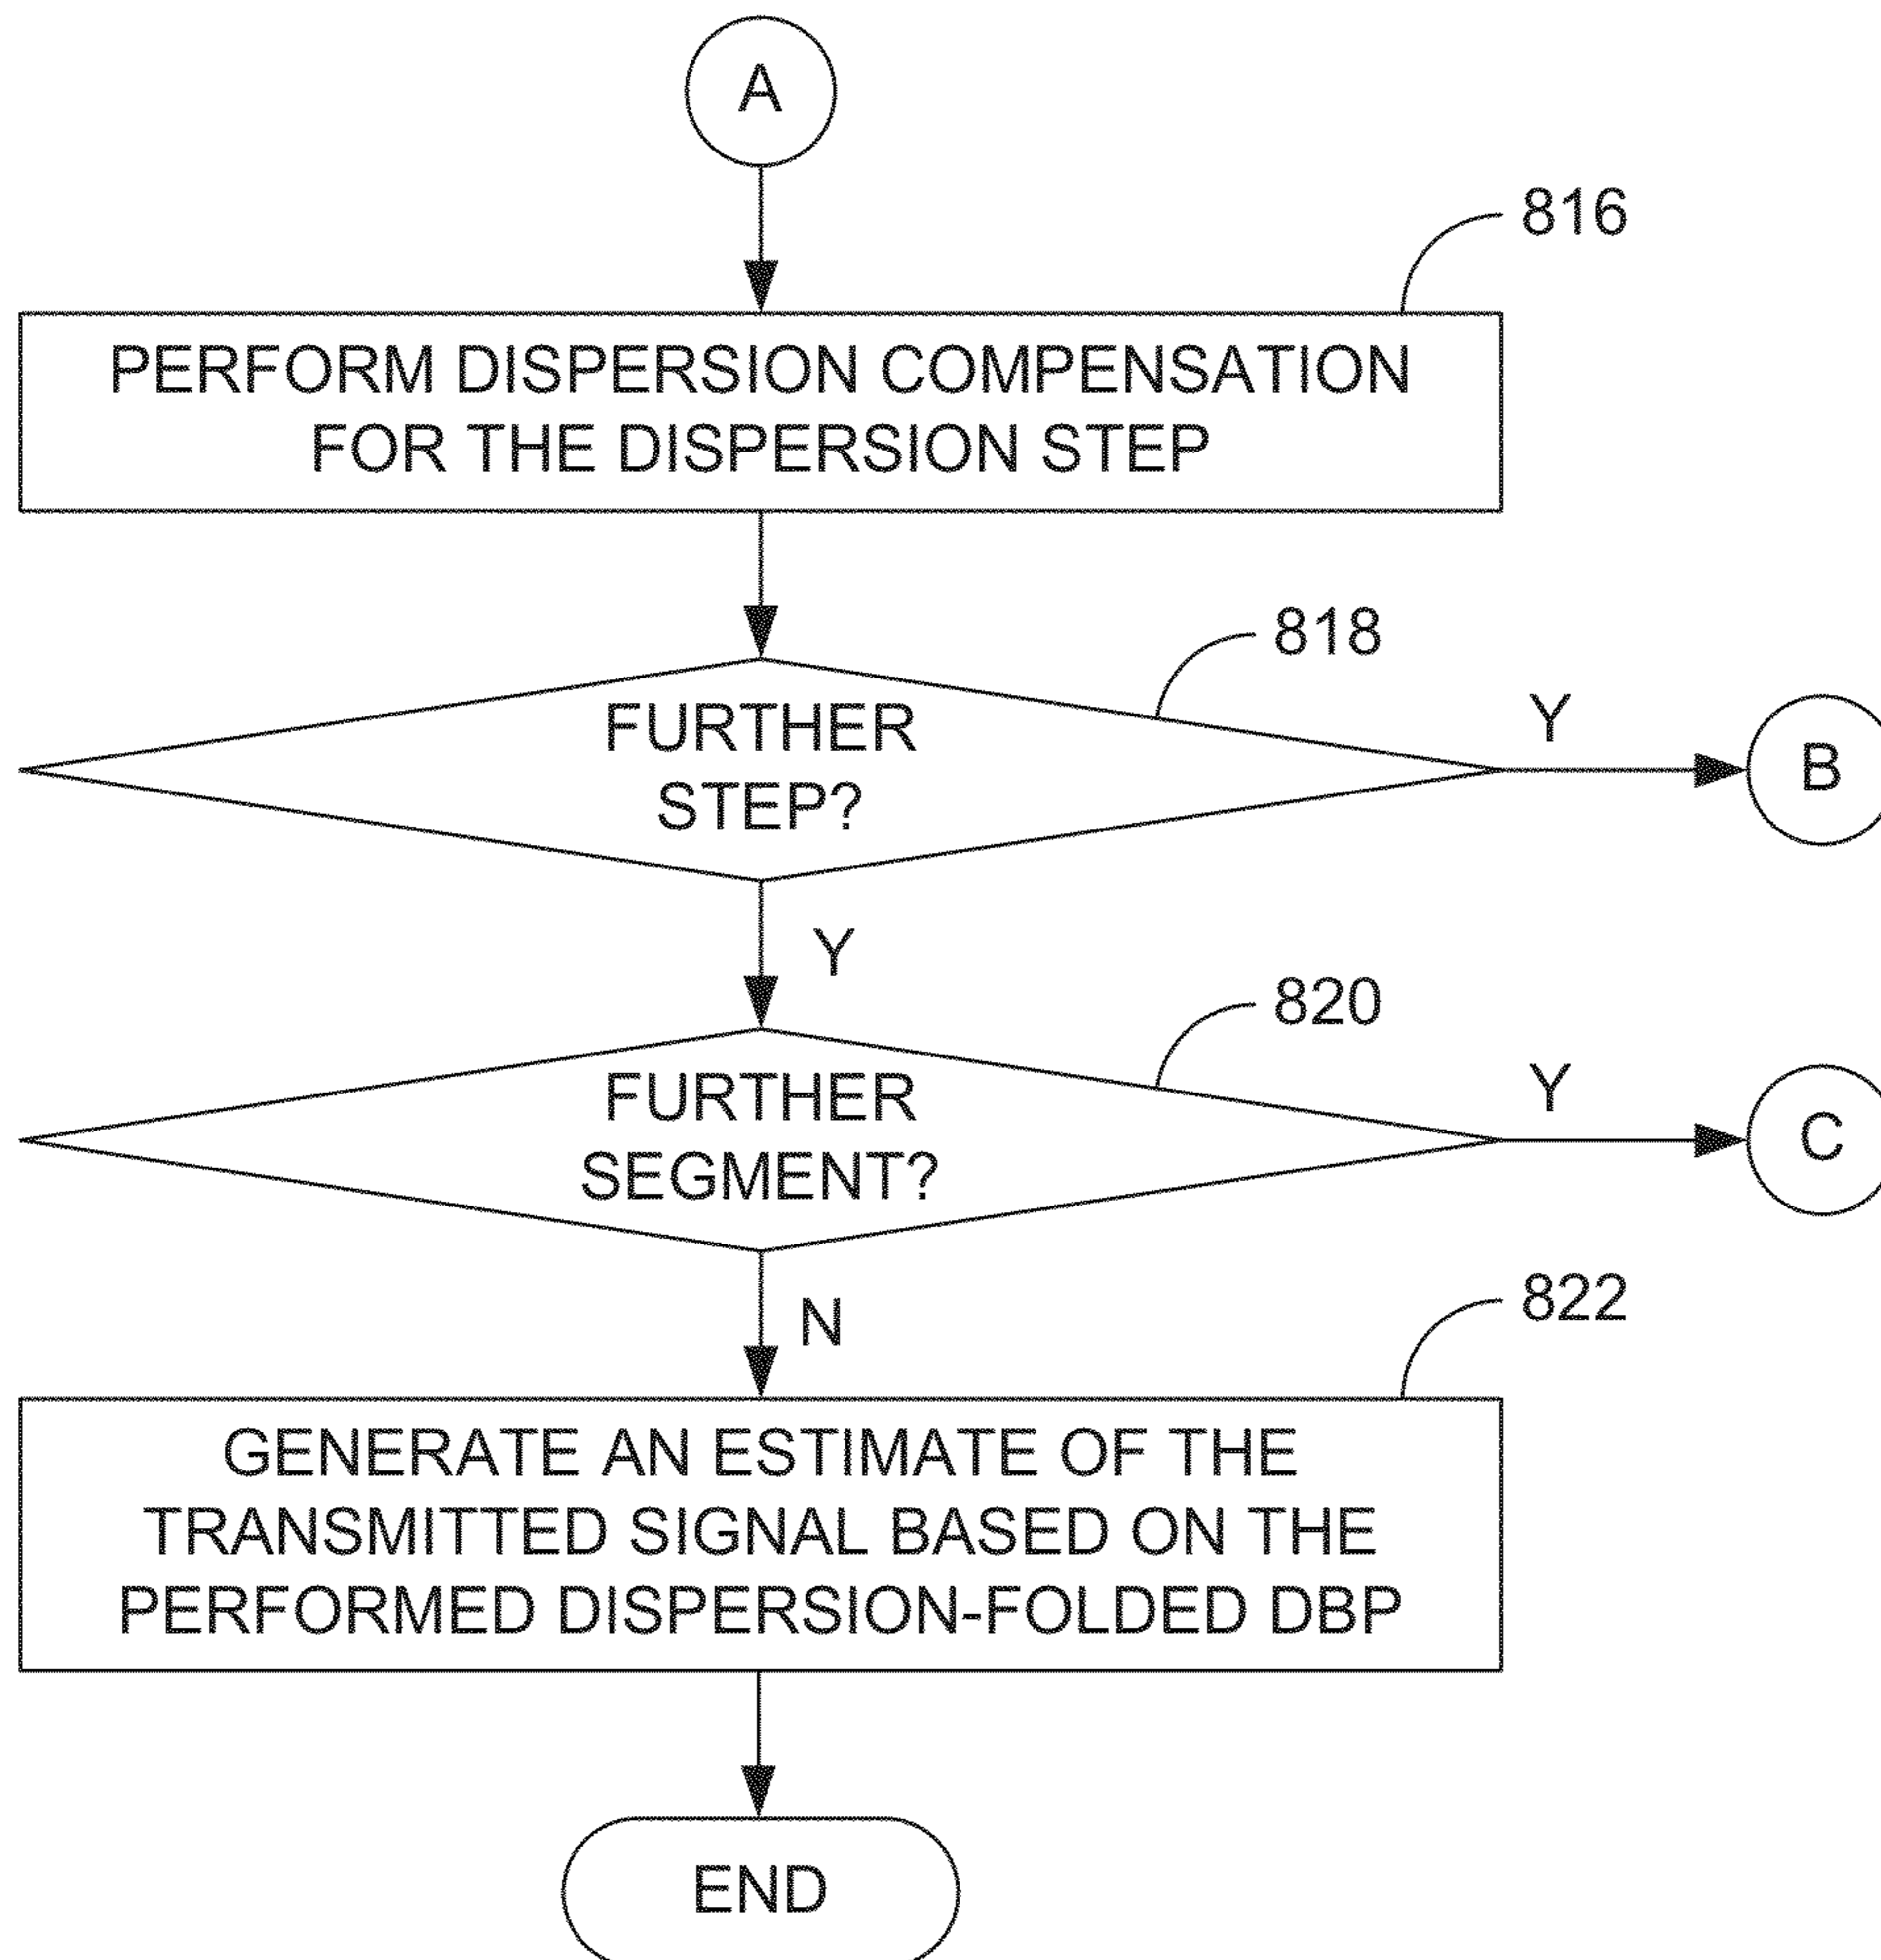 A
816
PERFORM DISPERSION COMPENSATION
FOR THE DISPERSION STEP
818
FURTHER
STEP?
Y
B
Y
820
FURTHER
SEGMENT?
Y
C
N
822
GENERATE AN ESTIMATE OF THE
TRANSMITTED SIGNAL BASED ON THE
PERFORMED DISPERSION-FOLDED DBP
END